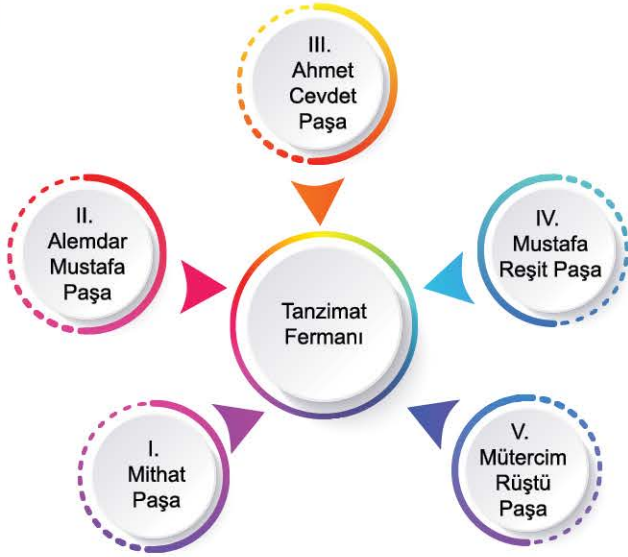 III.
Ahmet
Cevdet
Paşa
II.
Alemdar
Mustafa
Paşa
IV.
Mustafa
Reşit Paşa
Tanzimat
Fermanı
I.
Mithat
Paşa
V.
Mütercim
Rüştü
Paşa